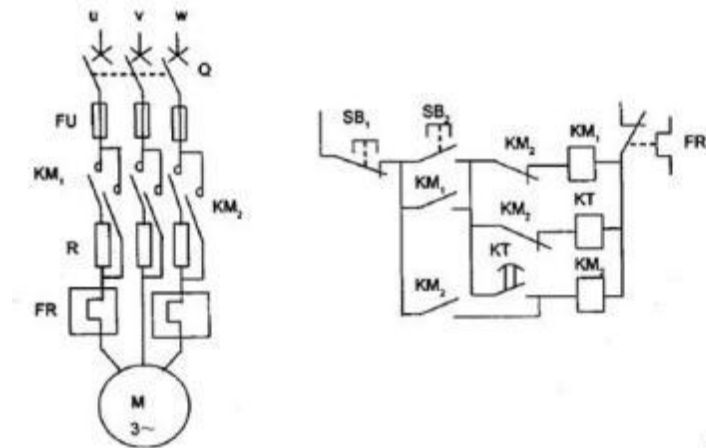 u v w
Q
FU
KM₁
KM₂
R
FR
M
3~
SB₁
SB₂
KM₂
KM₁
FR
KM₁
KM₂
KT
KT
KM₂
KM₂